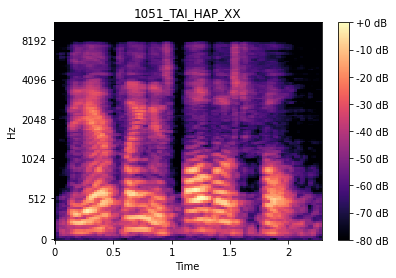 1051_TAI_HAP_XX
+0 dB
8192
-10 dB
4096
-20 dB
-30 dB
2048
Hz
-40 dB
1024
-50 dB
512
-60 dB
-70 dB
0
-80 dB
0 0.5 1 1.5 2
Time